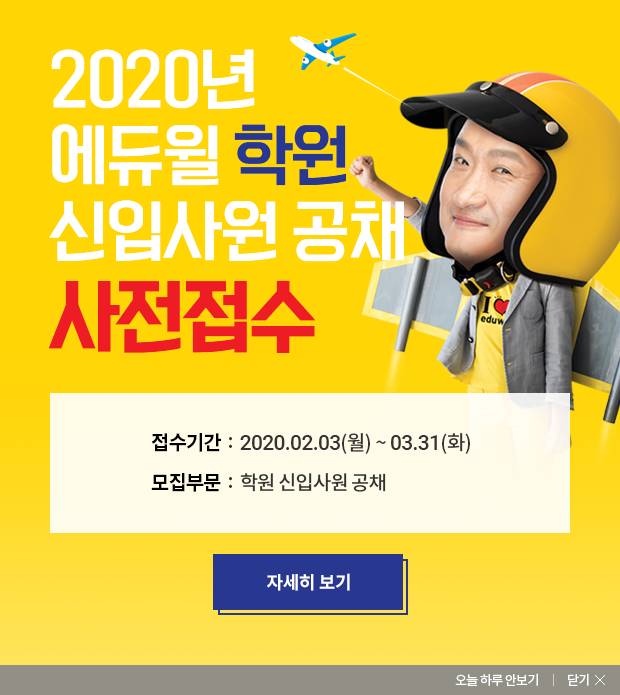 2020년
에듀윌 학원
신입사원 공채
사전접수
I
eduw
접수기간 : 2020.02.03(월) ~ 03.31(화)
모집부문 : 학원 신입사원 공채
자세히 보기
오늘 하루 안보기 | 닫기 ×